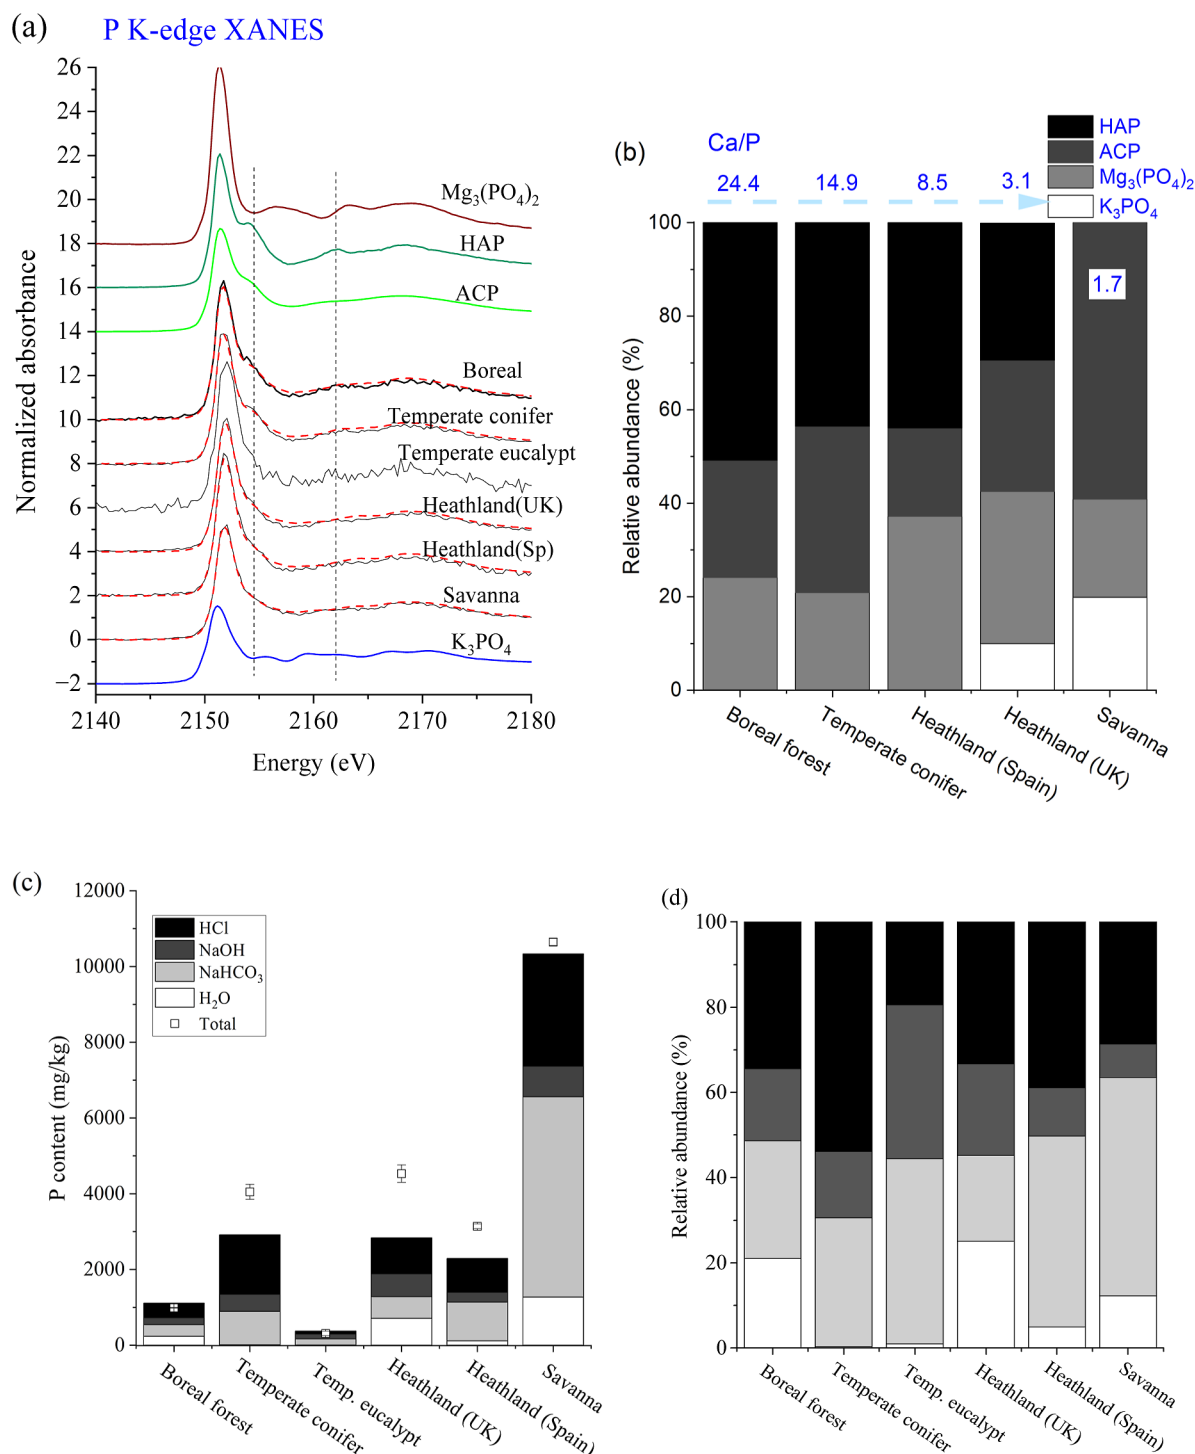 (a) P K-edge XANES
26
24
22
20
18
16
14
12
10
8
6
4
2
0
−2
Normalized absorbance
Mg₃(PO₄)₂
HAP
ACP
Boreal
Temperate conifer
Temperate eucalypt
Heathland(UK)
Heathland(Sp)
Savanna
K₃PO₄
2140 2150 2160 2170 2180
Energy (eV)
(b)
Ca/P
24.4 14.9 8.5 3.1
1.7
HAP
ACP
Mg₃(PO₄)₂
K₃PO₄
100
80
60
40
20
0
Relative abundance (%)
Boreal forest
Temperate conifer
Heathland (Spain)
Heathland (UK)
Savanna
(c)
12000
10000
8000
6000
4000
2000
0
P content (mg/kg)
HCl
NaOH
NaHCO₃
H₂O
Total
Boreal forest
Temperate conifer
Temp. eucalypt
Heathland (UK)
Heathland (Spain)
Savanna
(d)
100
80
60
40
20
0
Relative abundance (%)
Boreal forest
Temperate conifer
Temp. eucalypt
Heathland (UK)
Heathland (Spain)
Savanna